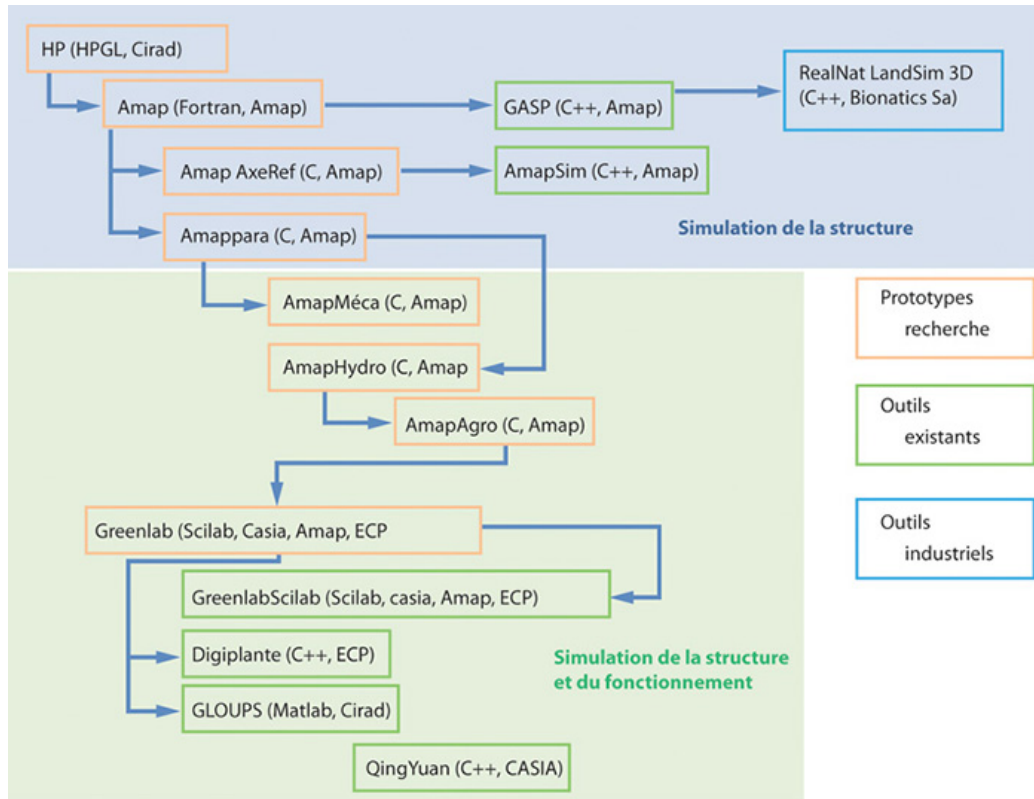 HP (HPGL, Cirad)
Amap (Fortran, Amap)
GASP (C++, Amap)
RealNat LandSim 3D
(C++, Bionatics Sa)
Amap AxeRef (C, Amap)
AmapSim (C++, Amap)
Amappara (C, Amap)
Simulation de la structure
AmapMéca (C, Amap)
AmapHydro (C, Amap
AmapAgro (C, Amap)
Greenlab (Scilab, Casia, Amap, ECP
GreenlabScilab (Scilab, casia, Amap, ECP)
Digiplante (C++, ECP)
GLOUPS (Matlab, Cirad)
Simulation de la structure
et du fonctionnement
QingYuan (C++, CASIA)
Prototypes
recherche
Outils
existants
Outils
industriels